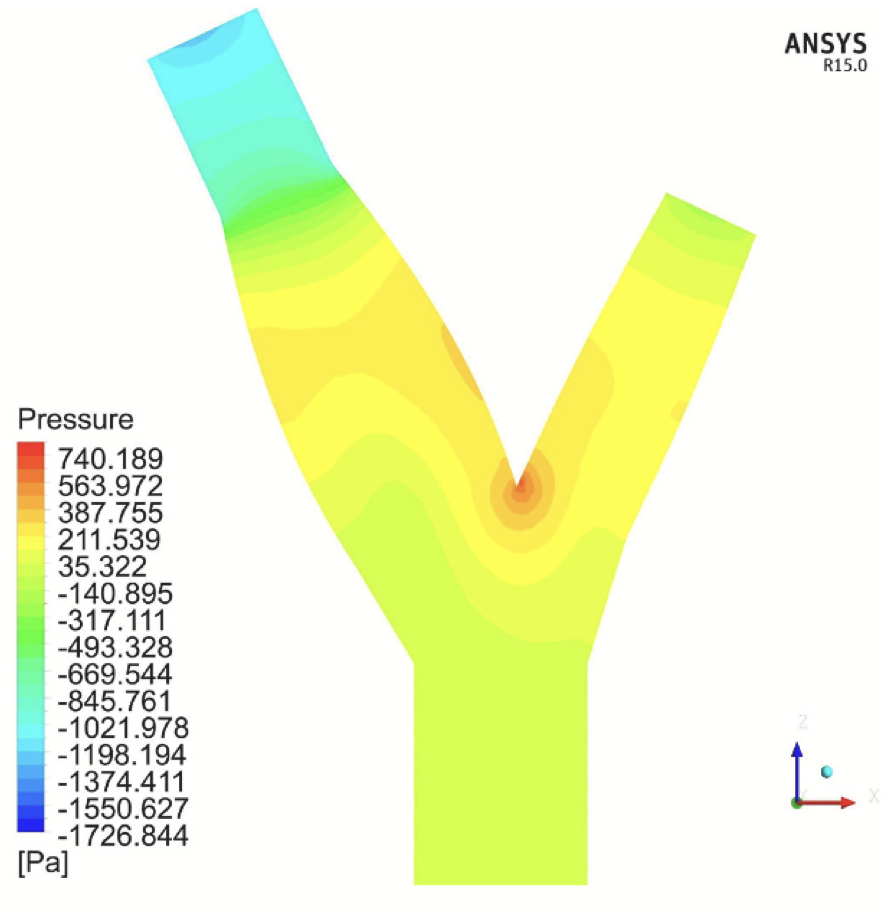 ANSYS
R15.0
Pressure
740.189
563.972
387.755
211.539
35.322
-140.895
-317.111
-493.328
-669.544
-845.761
-1021.978
-1198.194
-1374.411
-1550.627
-1726.844
[Pa]
Z
X